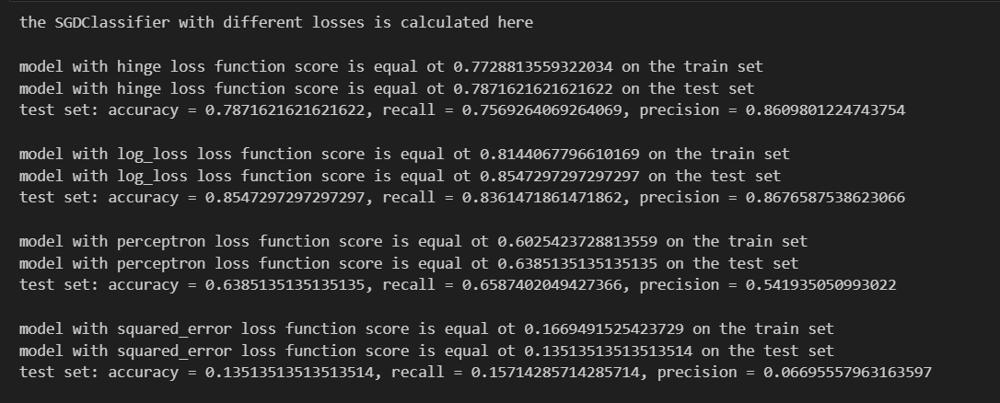 the SGDClassifier with different losses is calculated here
model with hinge loss function score is equal ot 0.7728813559322034 on the train set
model with hinge loss function score is equal ot 0.7871621621621622 on the test set
test set: accuracy = 0.7871621621621622, recall = 0.7569264069264069, precision = 0.8609801224743754
model with log_loss loss function score is equal ot 0.8144067796610169 on the train set
model with log_loss loss function score is equal ot 0.8547297297297297 on the test set
test set: accuracy = 0.8547297297297297, recall = 0.8361471861471862, precision = 0.8676587538623066
model with perceptron loss function score is equal ot 0.6025423728813559 on the train set
model with perceptron loss function score is equal ot 0.6385135135135135 on the test set
test set: accuracy = 0.6385135135135135, recall = 0.6587402049427366, precision = 0.541935050993022
model with squared_error loss function score is equal ot 0.1669491525423729 on the train set
model with squared_error loss function score is equal ot 0.13513513513513514 on the test set
test set: accuracy = 0.13513513513513514, recall = 0.15714285714285714, precision = 0.06695557963163597